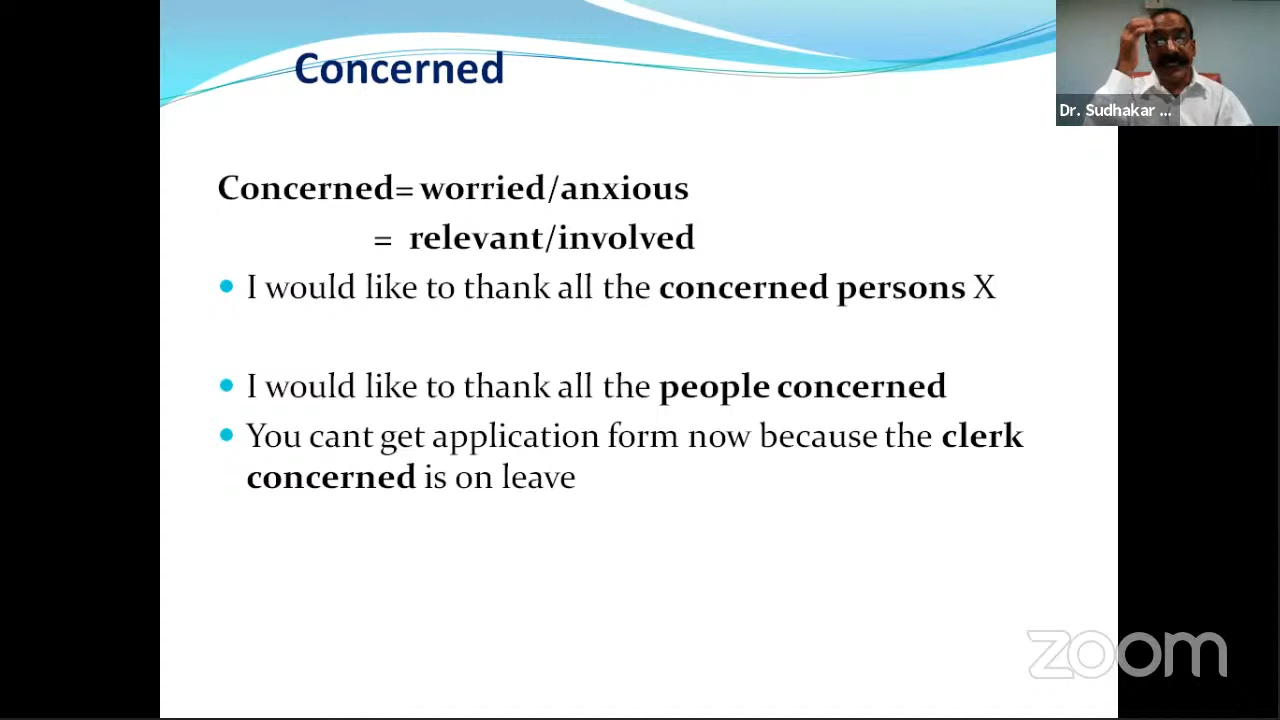 Concerned
Dr. Sudhakar ...
Concerned= worried/anxious
= relevant/involved
I would like to thank all the concerned persons X
I would like to thank all the people concerned
You cant get application form now because the clerk
concerned is on leave
zoom